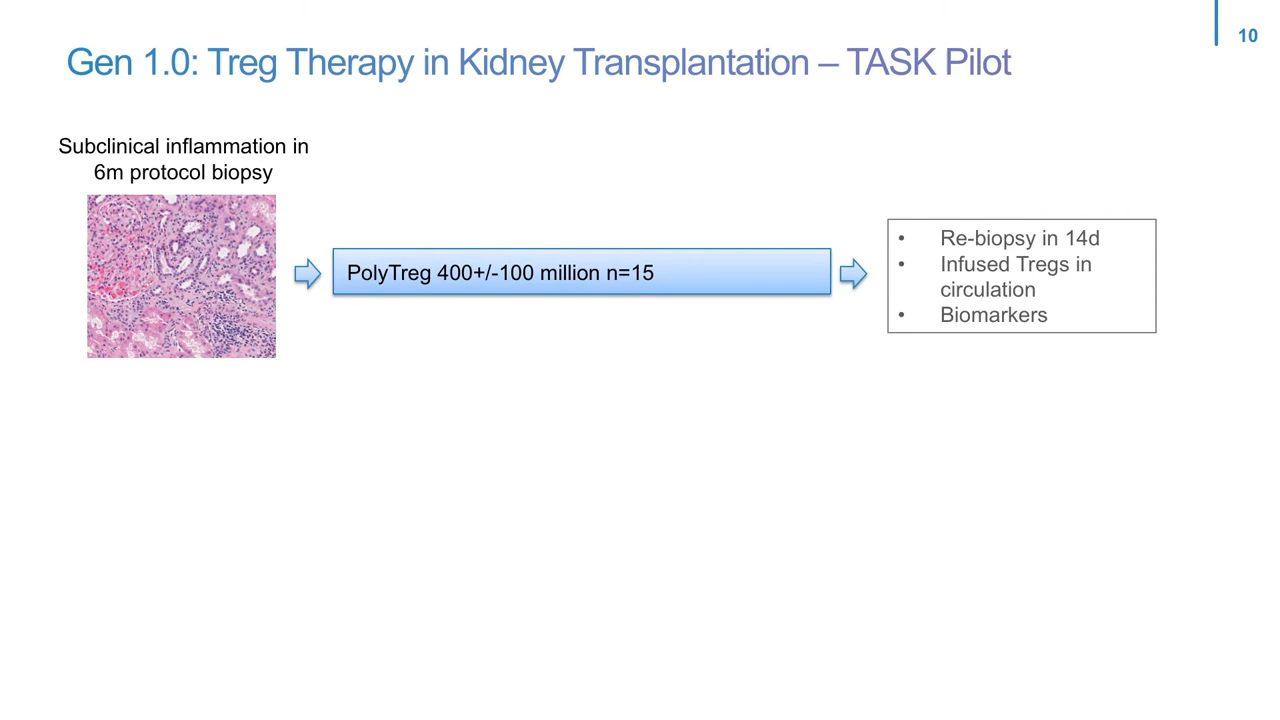 10
Gen 1.0: Treg Therapy in Kidney Transplantation – TASK Pilot
Subclinical inflammation in
6m protocol biopsy
PolyTreg 400+/-100 million n=15
• Re-biopsy in 14d
• Infused Tregs in
circulation
• Biomarkers